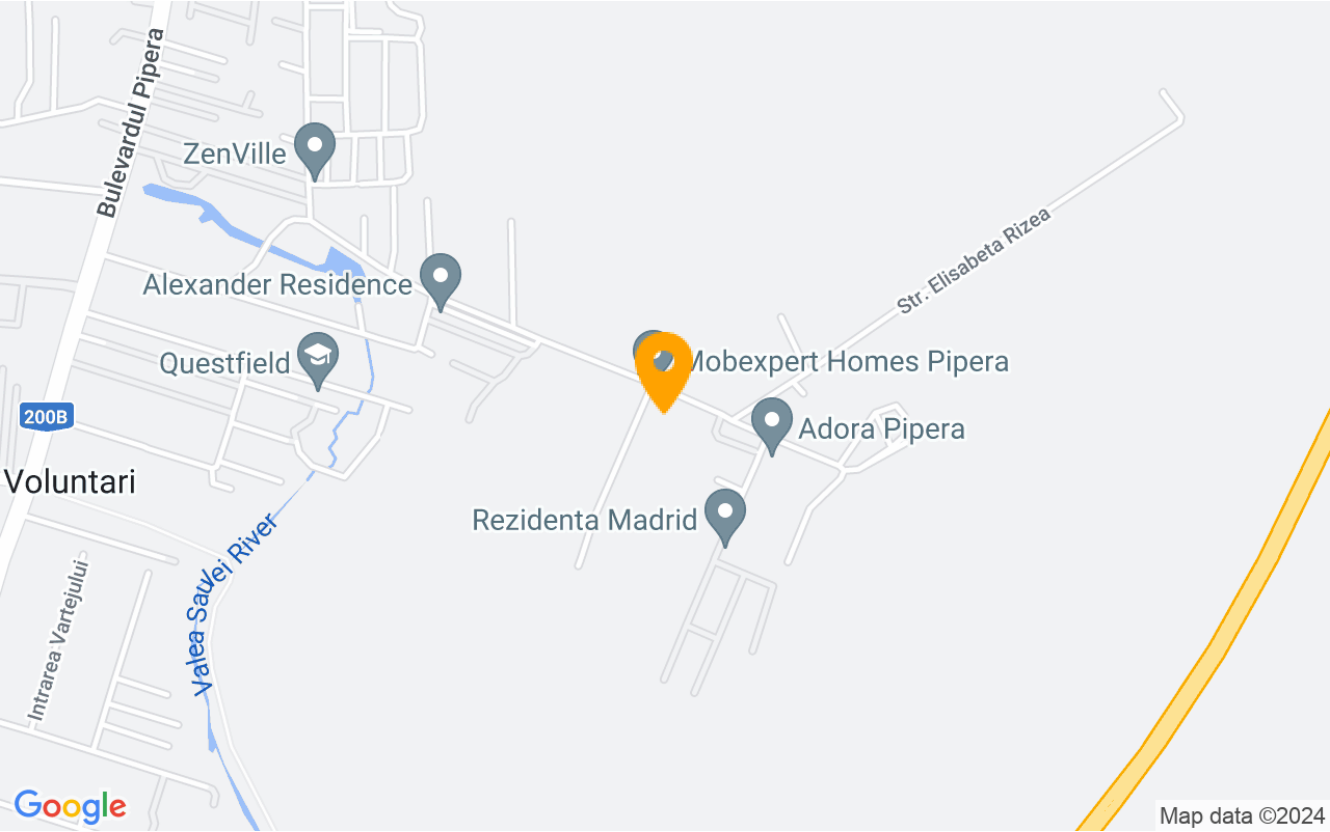 Bulevardul Pipera
ZenVille
Str. Elisabeta Rizea
Alexander Residence
Questfield
Mobexpert Homes Pipera
200B
Adora Pipera
Voluntari
Rezidenta Madrid
Valea Saulei River
Intrarea Vartejului
Google
Map data ©2024